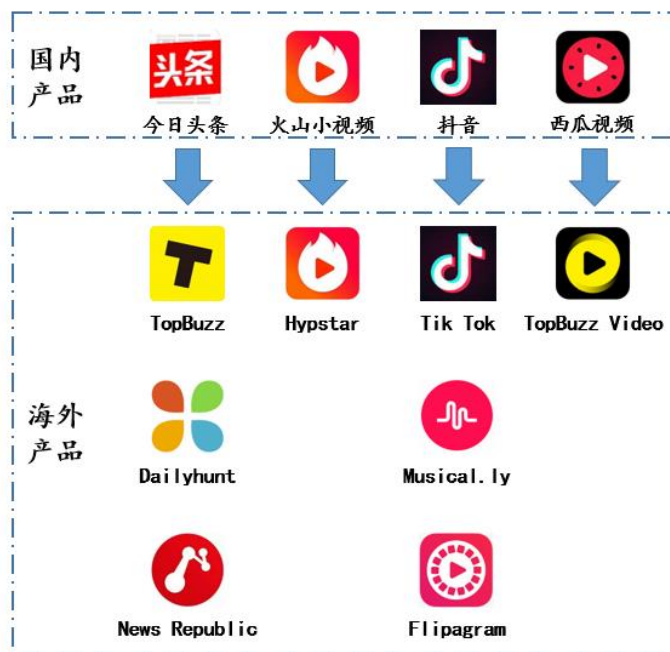 国内
产品
头条
今日头条
火山小视频
抖音
西瓜视频
TopBuzz
Hypstar
Tik Tok
TopBuzz Video
海外
产品
Dailyhunt
Musical.ly
News Republic
Flipagram